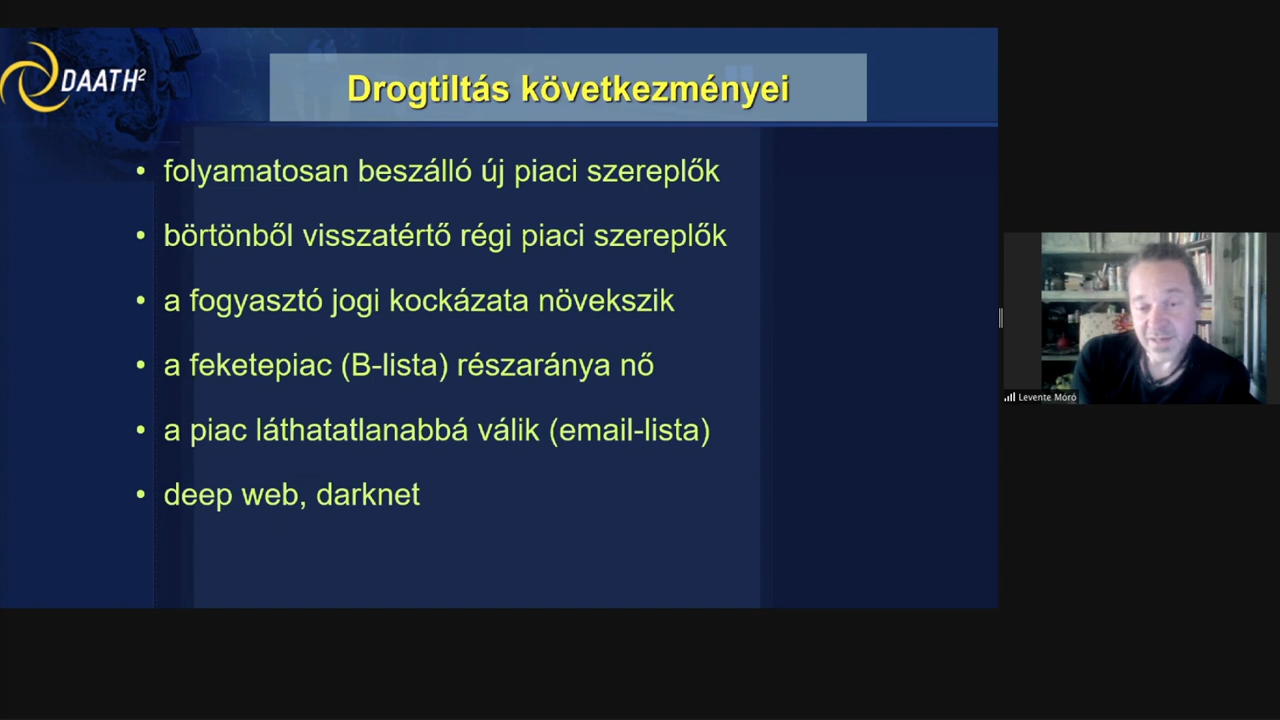 DAATH²
Drogtiltás következményei
• folyamatosan beszálló új piaci szereplők
• börtönből visszatértő régi piaci szereplők
• a fogyasztó jogi kockázata növekszik
• a feketepiac (B-lista) részaránya nő
• a piac láthatatlanabbá válik (email-lista)
• deep web, darknet
Levente Móró